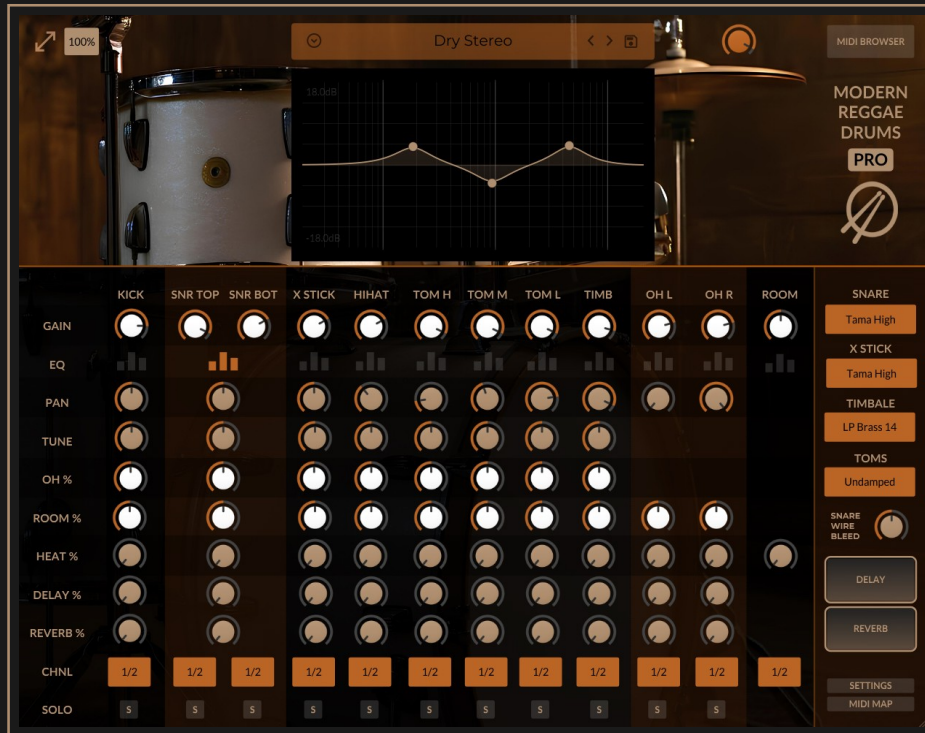 100%
Dry Stereo
MIDI BROWSER
18.0dB
-18.0dB
MODERN
REGGAE
DRUMS
PRO
KICK SNR TOP SNR BOT X STICK HIHAT TOM H TOM M TOM L TIMB OH L OH R ROOM
GAIN
EQ
PAN
TUNE
OH %
ROOM %
HEAT %
DELAY %
REVERB %
CHNL 1/2 1/2 1/2 1/2 1/2 1/2 1/2 1/2 1/2 1/2 1/2 1/2
SOLO S S S S S S S S S S S
SNARE
Tama High
X STICK
Tama High
TIMBALE
LP Brass 14
TOMS
Undamped
SNARE
WIRE
BLEED
DELAY
REVERB
SETTINGS
MIDI MAP